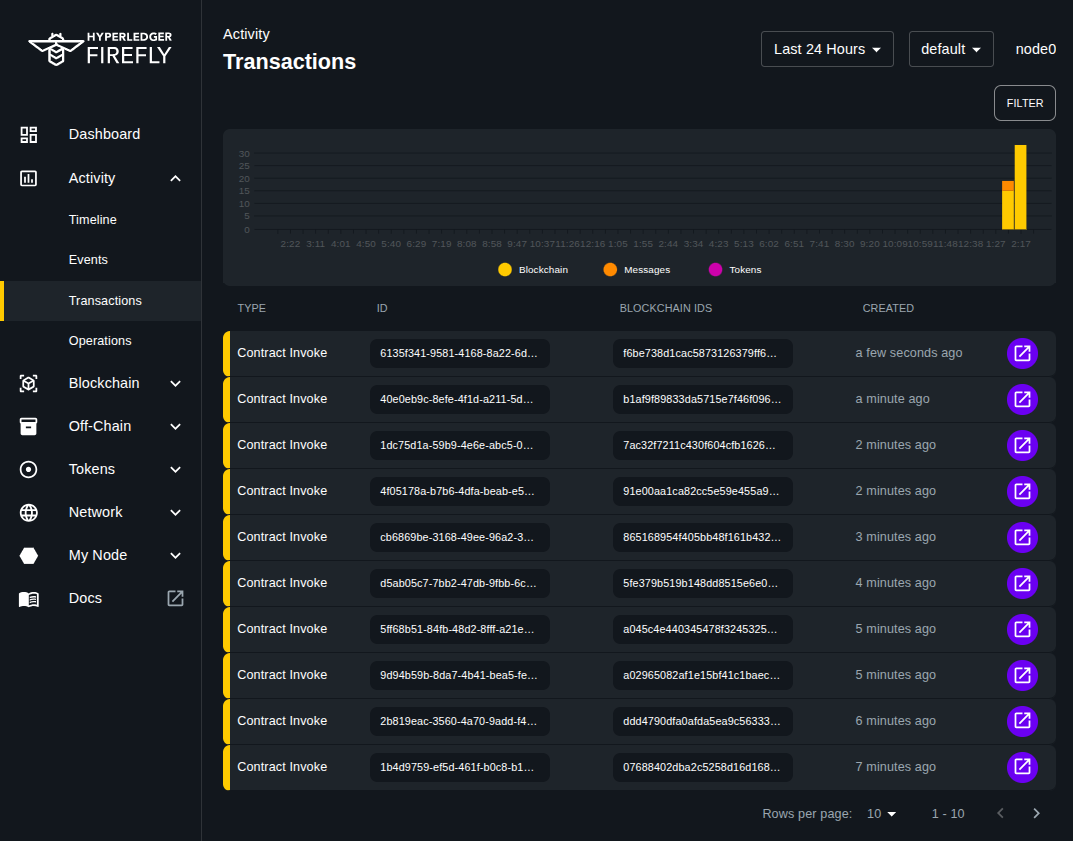 HYPERLEDGER
FIREFLY
Dashboard
Activity
Timeline
Events
Transactions
Operations
Blockchain
Off-Chain
Tokens
Network
My Node
Docs
Activity
Transactions
Last 24 Hours
default
node0
FILTER
30
25
20
15
10
5
0
2:22 3:11 4:01 4:50 5:40 6:29 7:19 8:08 8:58 9:47 10:37 11:26 12:16 1:05 1:55 2:44 3:34 4:23 5:13 6:02 6:51 7:41 8:30 9:20 10:09 10:59 11:48 12:38 1:27 2:17
Blockchain Messages Tokens
TYPE ID BLOCKCHAIN IDS CREATED
Contract Invoke 6135f341-9581-4168-8a22-6d... f6be738d1cac5873126379ff6... a few seconds ago
Contract Invoke 40e0eb9c-8efe-4f1d-a211-5d... b1af9f89833da5715e7f46f096... a minute ago
Contract Invoke 1dc75d1a-59b9-4e6e-abc5-0... 7ac32f7211c430f604cfb1626... 2 minutes ago
Contract Invoke 4f05178a-b7b6-4dfa-beab-e5... 91e00aa1ca82cc5e59e455a9... 2 minutes ago
Contract Invoke cb6869be-3168-49ee-96a2-3... 865168954f405bb48f161b432... 3 minutes ago
Contract Invoke d5ab05c7-7bb2-47db-9fbb-6c... 5fe379b519b148dd8515e6e0... 4 minutes ago
Contract Invoke 5ff68b51-84fb-48d2-8fff-a21e... a045c4e440345478f3245325... 5 minutes ago
Contract Invoke 9d94b59b-8da7-4b41-bea5-fe... a02965082af1e15bf41c1baec... 5 minutes ago
Contract Invoke 2b819eac-3560-4a70-9add-f4... ddd4790dfa0afda5ea9c56333... 6 minutes ago
Contract Invoke 1b4d9759-ef5d-461f-b0c8-b1... 07688402dba2c5258d16d168... 7 minutes ago
Rows per page: 10 1 - 10